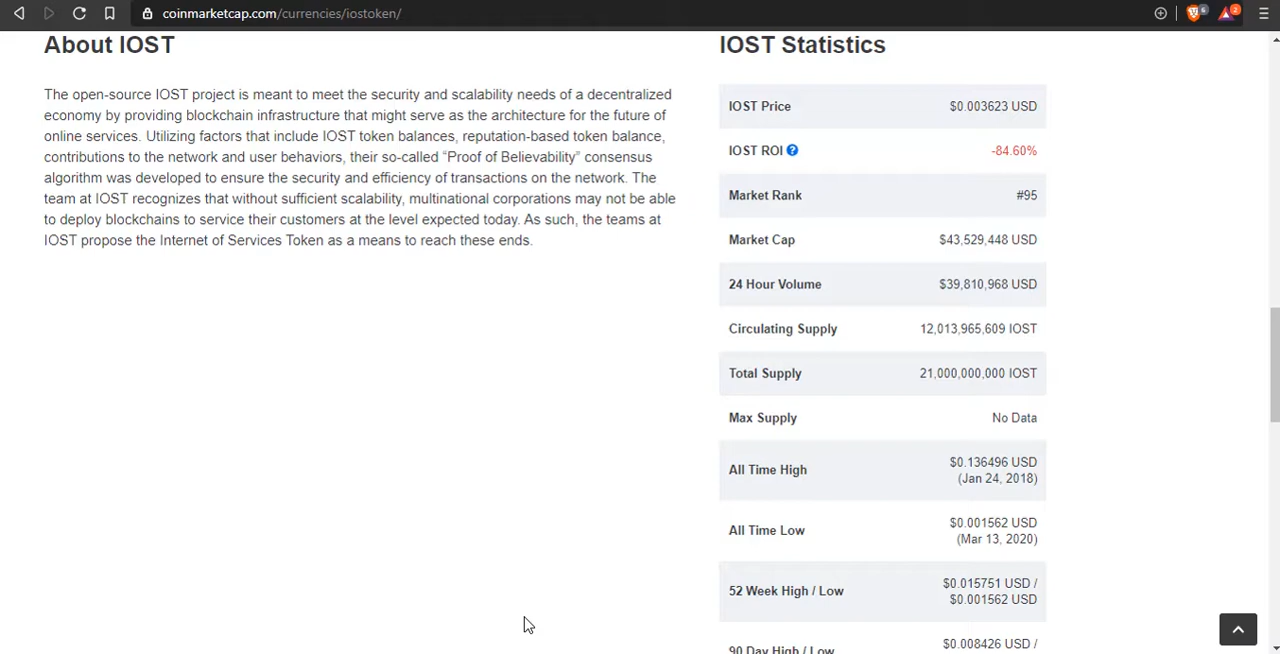 coinmarketcap.com/currencies/iostoken/
6
2
About IOST
The open-source IOST project is meant to meet the security and scalability needs of a decentralized
economy by providing blockchain infrastructure that might serve as the architecture for the future of
online services. Utilizing factors that include IOST token balances, reputation-based token balance,
contributions to the network and user behaviors, their so-called “Proof of Believability” consensus
algorithm was developed to ensure the security and efficiency of transactions on the network. The
team at IOST recognizes that without sufficient scalability, multinational corporations may not be able
to deploy blockchains to service their customers at the level expected today. As such, the teams at
IOST propose the Internet of Services Token as a means to reach these ends.
IOST Statistics
IOST Price $0.003623 USD
IOST ROI ? -84.60%
Market Rank #95
Market Cap $43,529,448 USD
24 Hour Volume $39,810,968 USD
Circulating Supply 12,013,965,609 IOST
Total Supply 21,000,000,000 IOST
Max Supply No Data
All Time High $0.136496 USD
(Jan 24, 2018)
All Time Low $0.001562 USD
(Mar 13, 2020)
52 Week High / Low $0.015751 USD /
$0.001562 USD
90 Day High / Low $0.008426 USD /